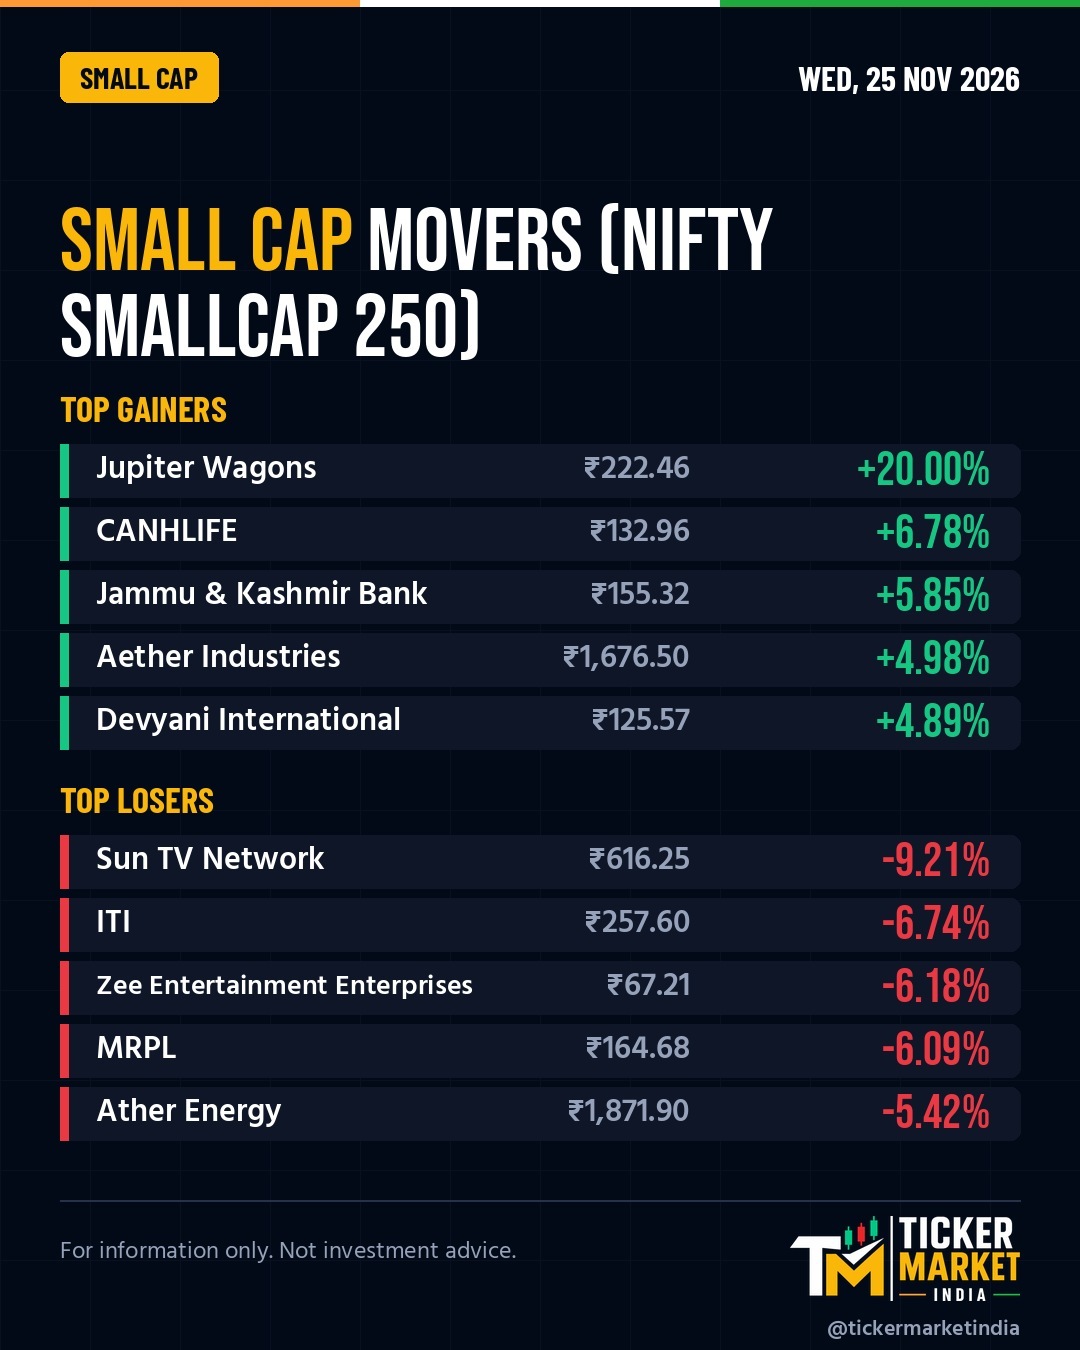 SMALL CAP
WED, 25 NOV 2026
SMALL CAP MOVERS (NIFTY
SMALLCAP 250)
TOP GAINERS
Jupiter Wagons ₹222.46 +20.00%
CANHLIFE ₹132.96 +6.78%
Jammu & Kashmir Bank ₹155.32 +5.85%
Aether Industries ₹1,676.50 +4.98%
Devyani International ₹125.57 +4.89%
TOP LOSERS
Sun TV Network ₹616.25 -9.21%
ITI ₹257.60 -6.74%
Zee Entertainment Enterprises ₹67.21 -6.18%
MRPL ₹164.68 -6.09%
Ather Energy ₹1,871.90 -5.42%
For information only. Not investment advice.
TM
TICKER
MARKET
INDIA
@tickermarketindia